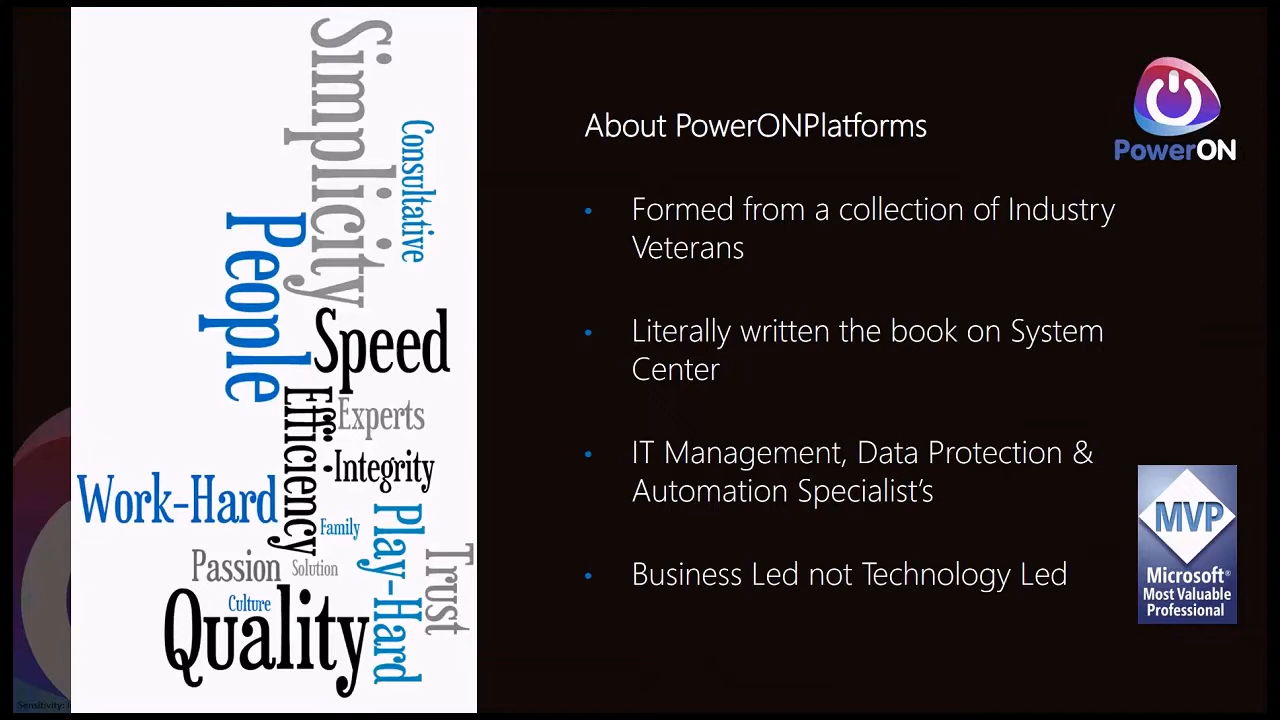 Simplicity
Consultative
People
Speed
Efficiency
Experts
Integrity
Work-Hard
Family
Play-Hard
Trust
Passion
Solution
Culture
Quality
About PowerONPlatforms
PowerON
Formed from a collection of Industry
Veterans
Literally written the book on System
Center
IT Management, Data Protection &
Automation Specialist's
Business Led not Technology Led
MVP
Microsoft®
Most Valuable
Professional
Sensitivity: